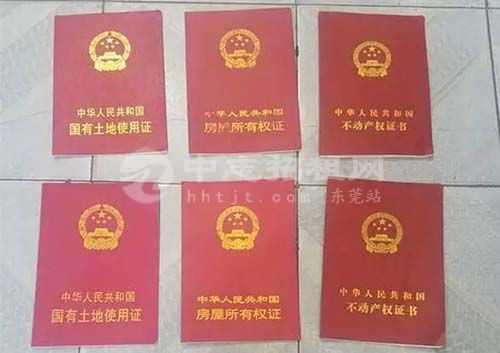 中华人民共和国
国有土地使用证
中华人民共和国
房屋所有权证
中华人民共和国
不动产权证书
hhtjt.com 东莞站
中华人民共和国
国有土地使用证
中华人民共和国
房屋所有权证
中华人民共和国
不动产权证书